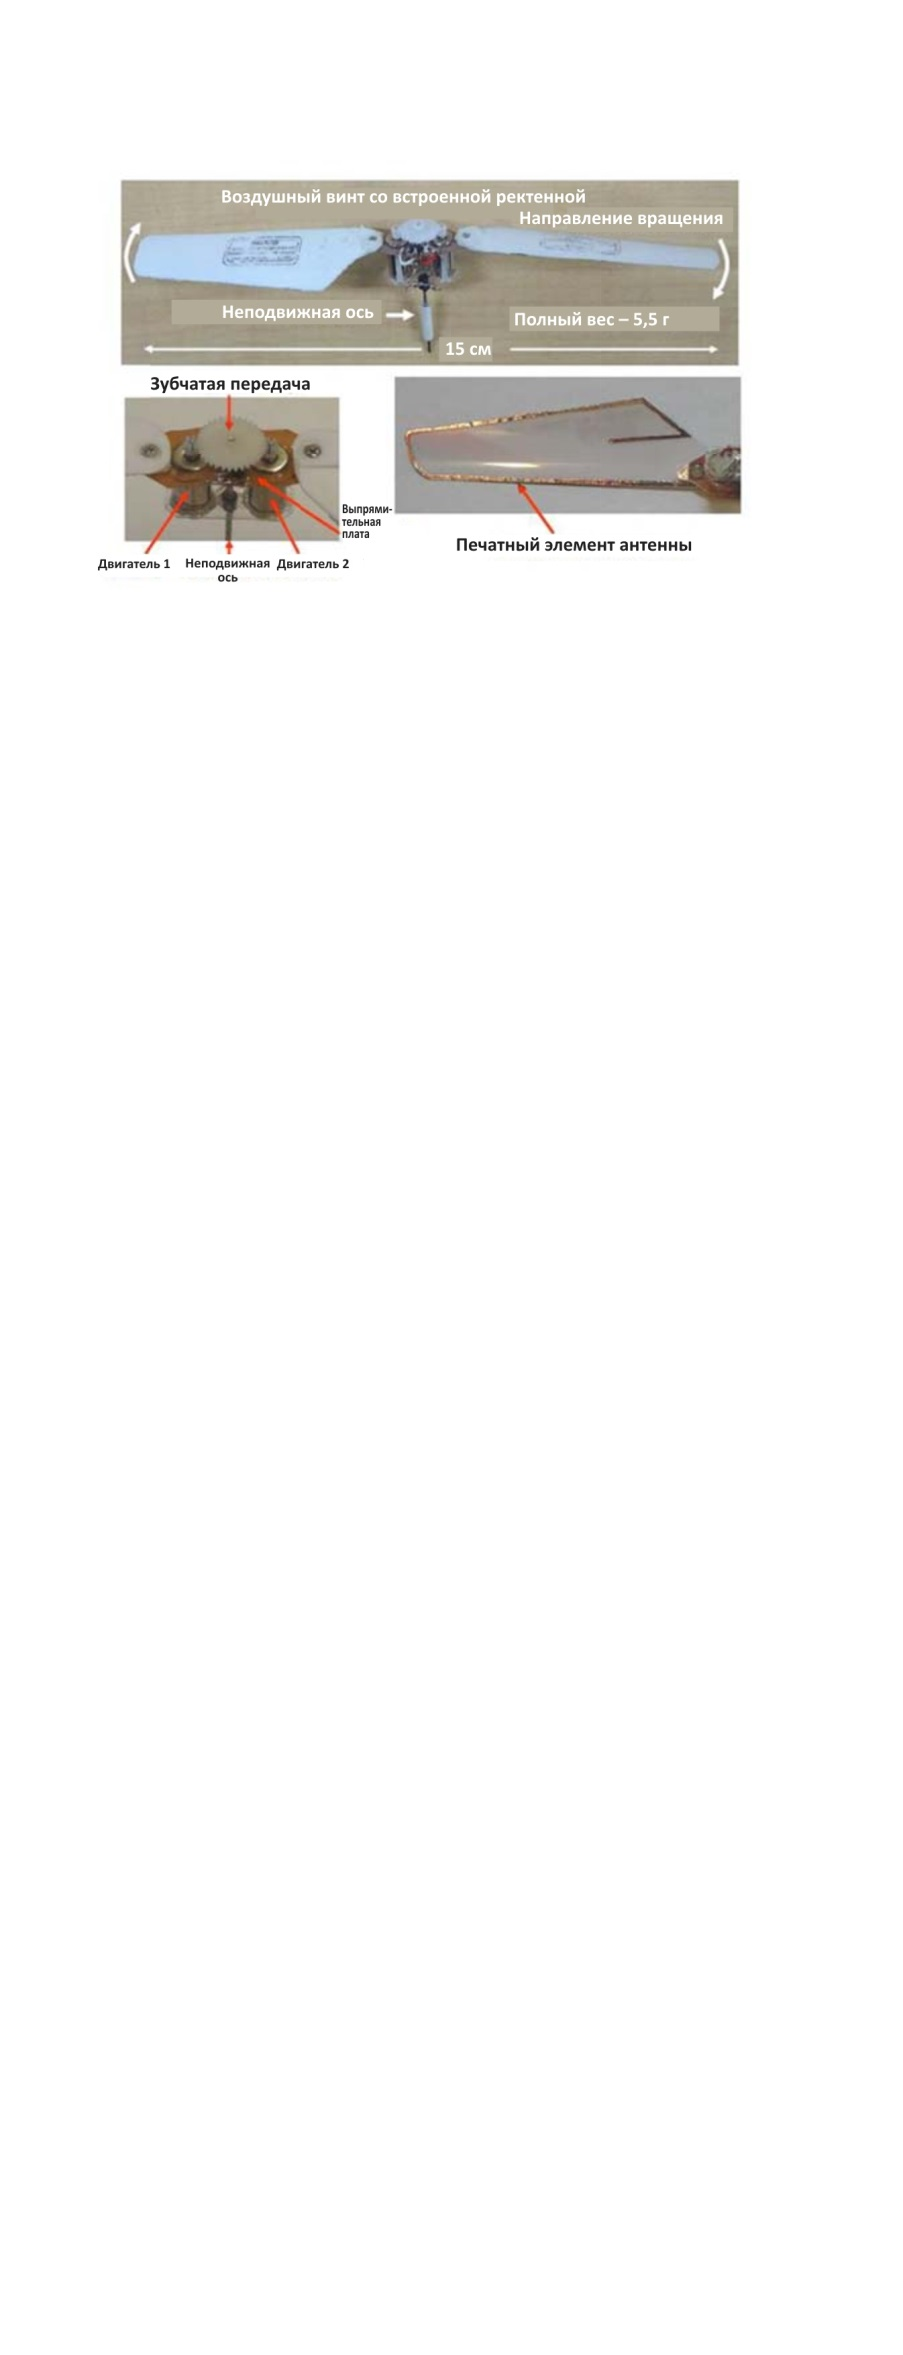 Воздушный винт со встроенной ректенной
Направление вращения
Неподвижная ось
Полный вес – 5,5 г
15 см
Зубчатая передача
Выпрями-
тельная
плата
Двигатель 1
Неподвижная
ось
Двигатель 2
Печатный элемент антенны